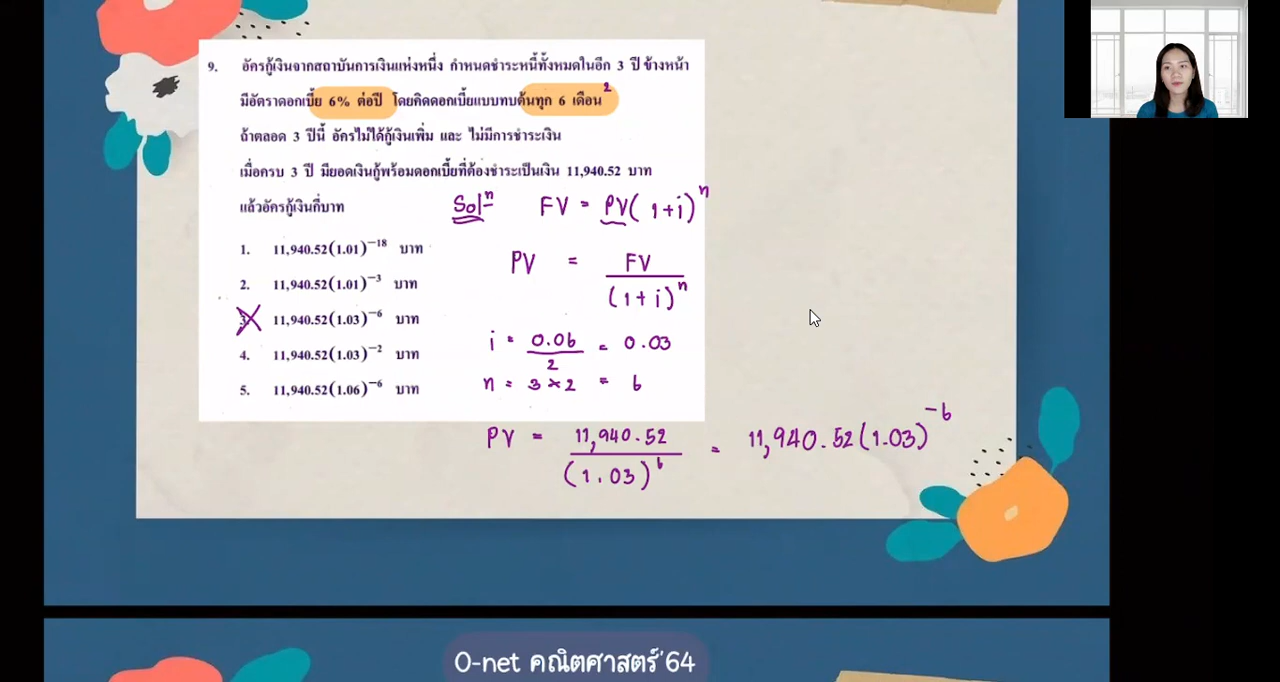 9. อัครกู้เงินจากสถาบันการเงินแห่งหนึ่ง กำหนดชำระหนี้ทั้งหมดในอีก 3 ปี ข้างหน้า
มีอัตราดอกเบี้ย 6% ต่อปี โดยคิดดอกเบี้ยแบบทบต้นทุก 6 เดือน 2
ถ้าตลอด 3 ปีนี้ อัครไม่ได้กู้เงินเพิ่ม และ ไม่มีการชำระเงิน
เมื่อครบ 3 ปี มียอดเงินกู้พร้อมดอกเบี้ยที่ต้องชำระเป็นเงิน 11,940.52 บาท
แล้วอัครกู้เงินกี่บาท
Solⁿ FV = PV(1+i)ⁿ
1. 11,940.52(1.01)⁻¹⁸ บาท
PV = FV / (1+i)ⁿ
2. 11,940.52(1.01)⁻³ บาท
3. 11,940.52(1.03)⁻⁶ บาท
i = 0.06 / 2 = 0.03
4. 11,940.52(1.03)⁻² บาท
n = 3 × 2 = 6
5. 11,940.52(1.06)⁻⁶ บาท
PV = 11,940.52 / (1.03)⁶ = 11,940.52(1.03)⁻⁶
O-net คณิตศาสตร์'64